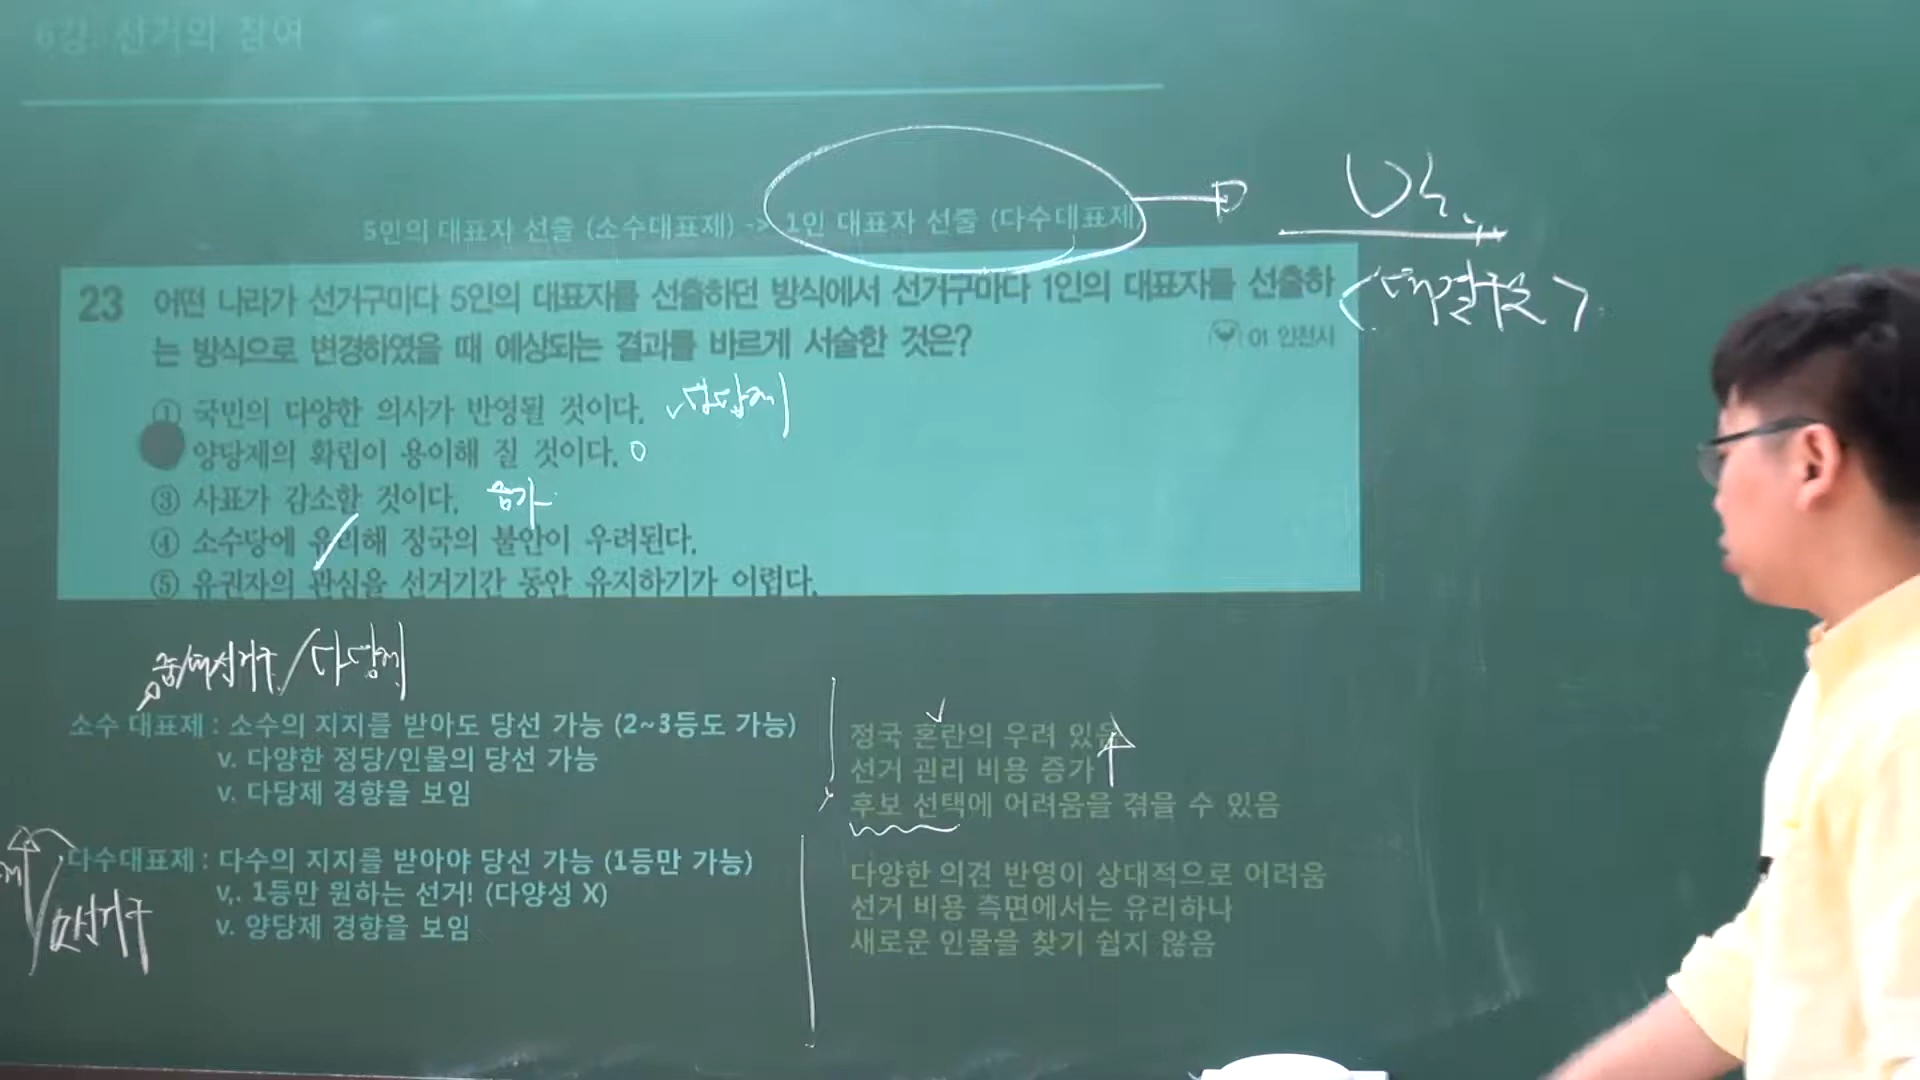 6강. 선거의 참여
5인의 대표자 선출 (소수대표제) -> 1인 대표자 선출 (다수대표제
23 어떤 나라가 선거구마다 5인의 대표자를 선출하던 방식에서 선거구마다 1인의 대표자를 선출하
는 방식으로 변경하였을 때 예상되는 결과를 바르게 서술한 것은?
01 인천시
① 국민의 다양한 의사가 반영될 것이다.
양당제의 확립이 용이해 질 것이다. O
③ 사표가 감소할 것이다. 증가
④ 소수당에 유리해 정국의 불안이 우려된다.
⑤ 유권자의 관심을 선거기간 동안 유지하기가 어렵다.
중/대선거구 / 다당제
소수 대표제 : 소수의 지지를 받아도 당선 가능 (2~3등도 가능)
v. 다양한 정당/인물의 당선 가능
v. 다당제 경향을 보임
정국 혼란의 우려 있음
선거 관리 비용 증가
후보 선택에 어려움을 겪을 수 있음
다수대표제 : 다수의 지지를 받아야 당선 가능 (1등만 가능)
v,. 1등만 원하는 선거! (다양성 X)
v. 양당제 경향을 보임
소선거구
다양한 의견 반영이 상대적으로 어려움
선거 비용 측면에서는 유리하나
새로운 인물을 찾기 쉽지 않음